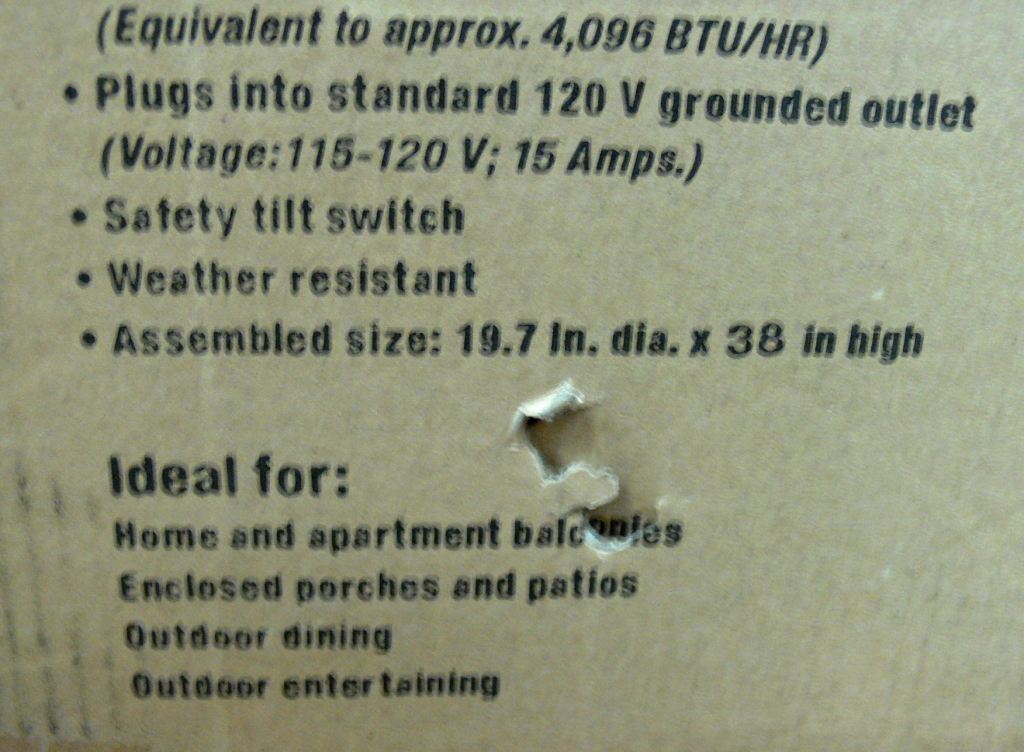 (Equivalent to approx. 4,096 BTU/HR)
• Plugs into standard 120 V grounded outlet
(Voltage:115-120 V; 15 Amps.)
• Safety tilt switch
• Weather resistant
• Assembled size: 19.7 In. dia. x 38 in high
Ideal for:
Home and apartment balconies
Enclosed porches and patios
Outdoor dining
Outdoor entertaining